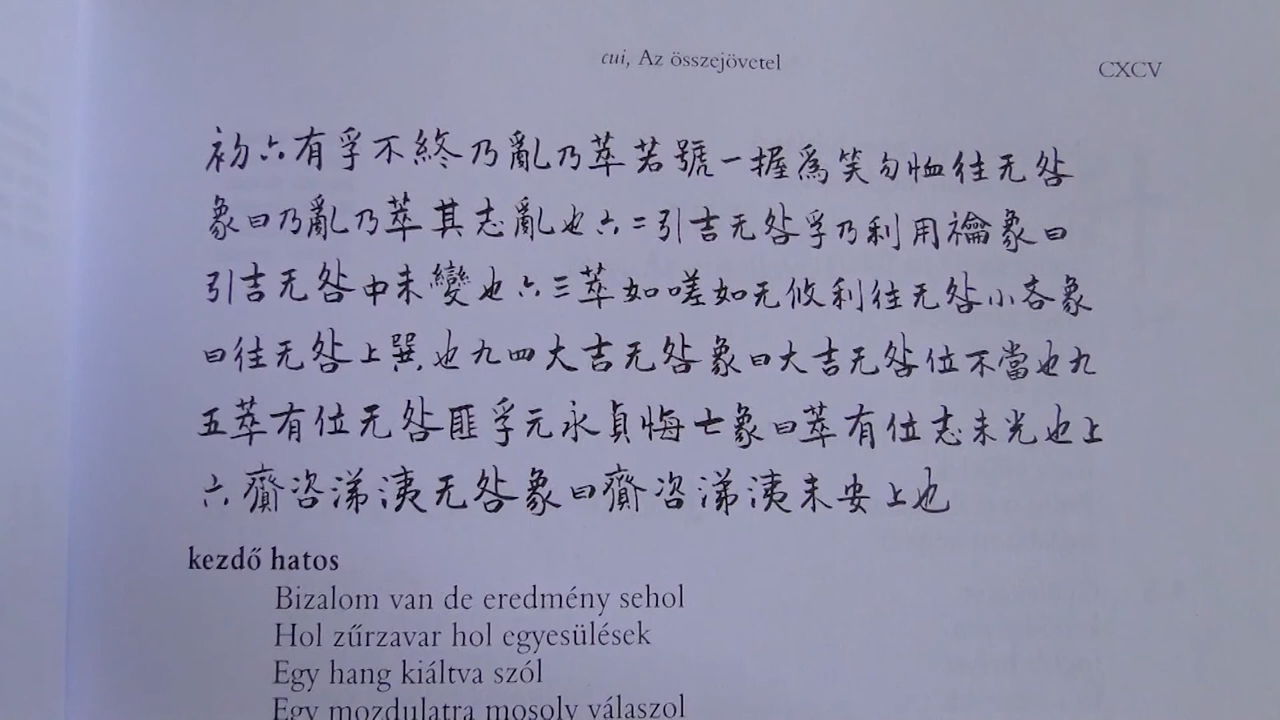 cui, Az összejövetel
CXCV
初六有孚不終乃亂乃萃若號一握為笑勿恤往无咎
象曰乃亂乃萃其志亂也六二引吉无咎孚乃利用禴象曰
引吉无咎中未變也六三萃如嗟如无攸利往无咎小吝象
曰往无咎上巽也九四大吉无咎象曰大吉无咎位不當也九
五萃有位无咎匪孚元永貞悔亡象曰萃有位志未光也上
六齎咨涕洟无咎象曰齎咨涕洟未安上也
kezdő hatos
Bizalom van de eredmény sehol
Hol zűrzavar hol egyesülések
Egy hang kiáltva szól
Egy mozdulatra mosoly válaszol